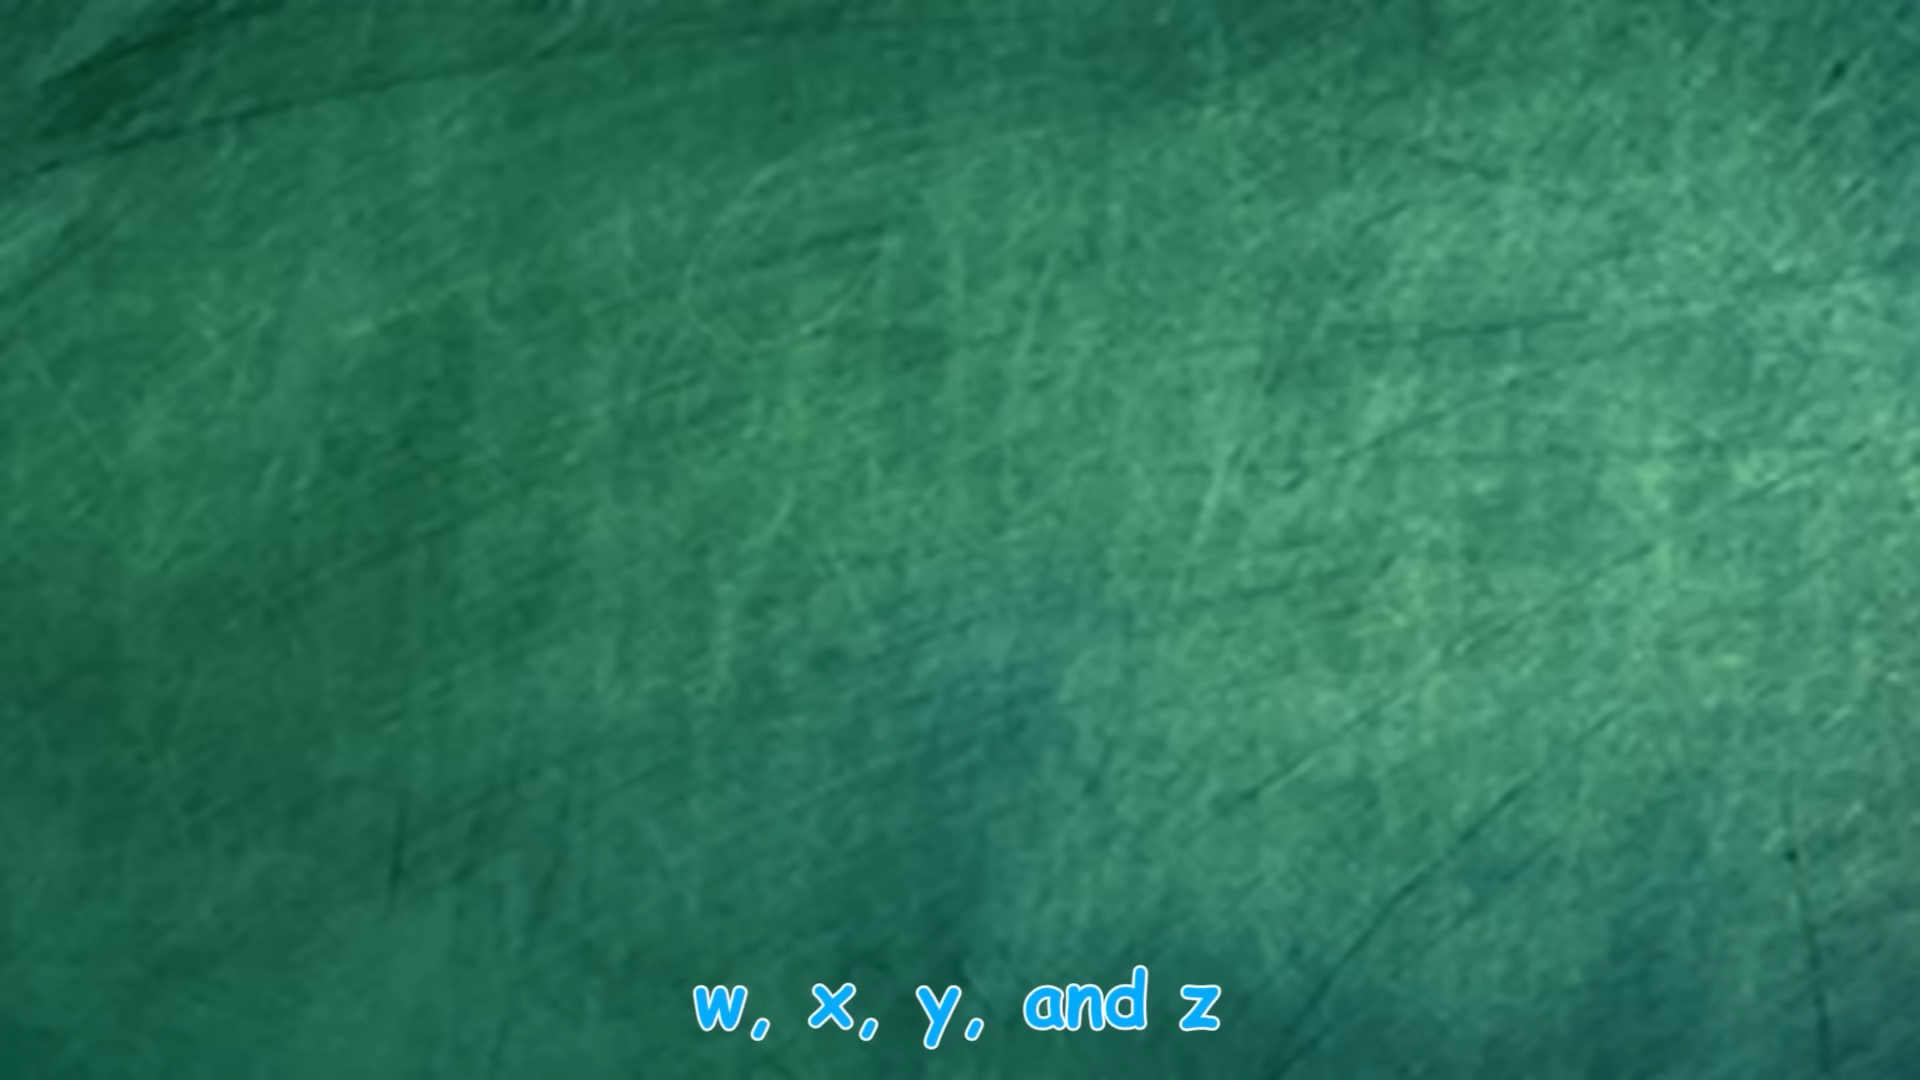 w, x, y, and z